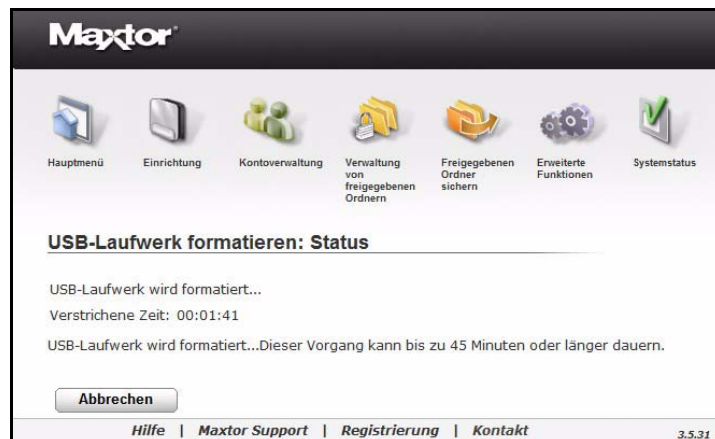 Maxtor
Hauptmenü
Einrichtung
Kontoverwaltung
Verwaltung
von
freigegebenen
Ordnern
Freigegebenen
Ordner
sichern
Erweiterte
Funktionen
Systemstatus
USB-Laufwerk formatieren: Status
USB-Laufwerk wird formatiert...
Verstrichene Zeit: 00:01:41
USB-Laufwerk wird formatiert...Dieser Vorgang kann bis zu 45 Minuten oder länger dauern.
Abbrechen
Hilfe | Maxtor Support | Registrierung | Kontakt
3.5.31